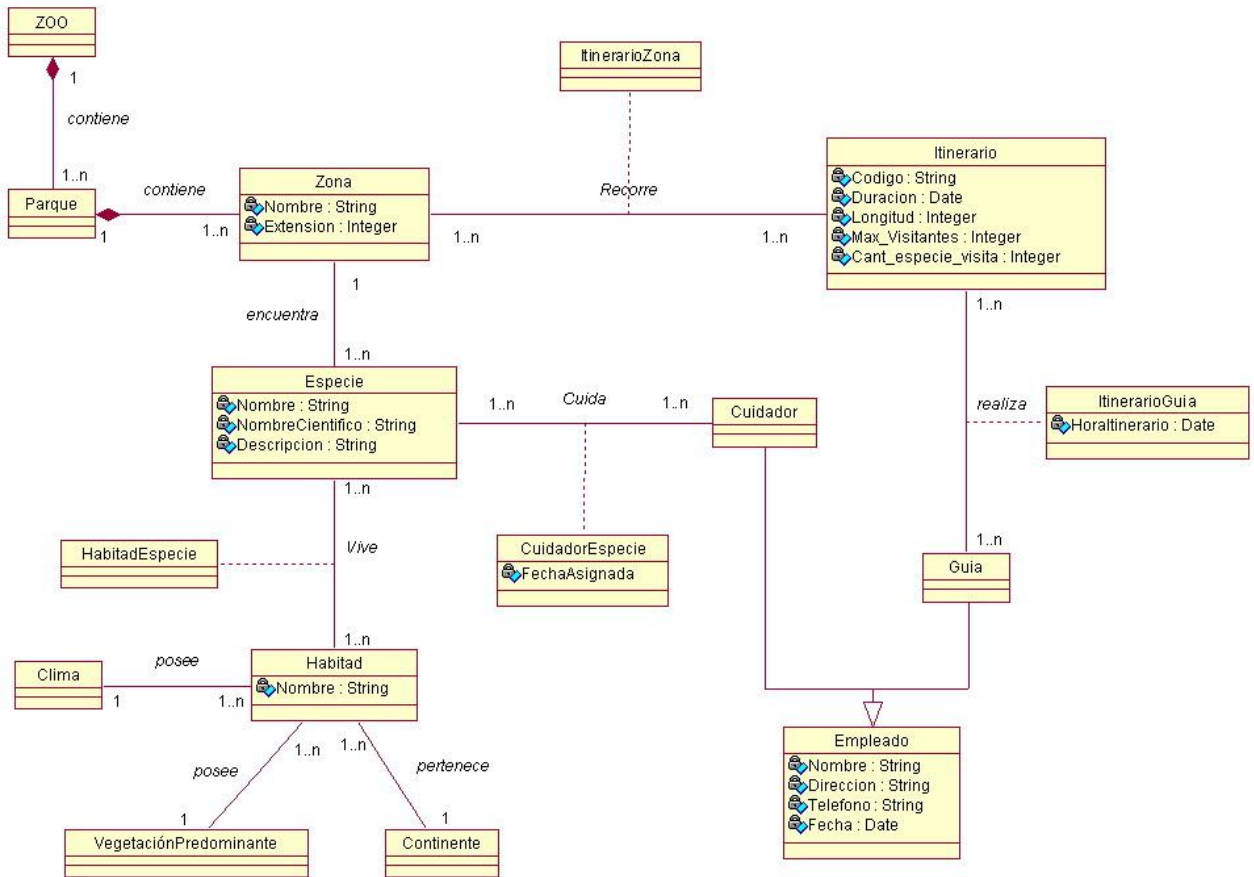 ZOO
1
contiene
1..n
Parque
1
contiene
1..n
Zona
Nombre : String
Extension : Integer
1..n
Recorre
1..n
ItinerarioZona
Itinerario
Codigo : String
Duracion : Date
Longitud : Integer
Max_Visitantes : Integer
Cant_especie_visita : Integer
1
encuentra
1..n
Especie
Nombre : String
NombreCientifico : String
Descripcion : String
1..n
Cuida
1..n
Cuidador
CuidadorEspecie
FechaAsignada
1..n
realiza
ItinerarioGuia
HoraItinerario : Date
1..n
Guia
1..n
Vive
HabitadEspecie
1..n
Habitad
Nombre : String
Clima
posee
1
1..n
1..n
posee
1
VegetaciónPredominante
1..n
pertenece
1
Continente
Empleado
Nombre : String
Direccion : String
Telefono : String
Fecha : Date